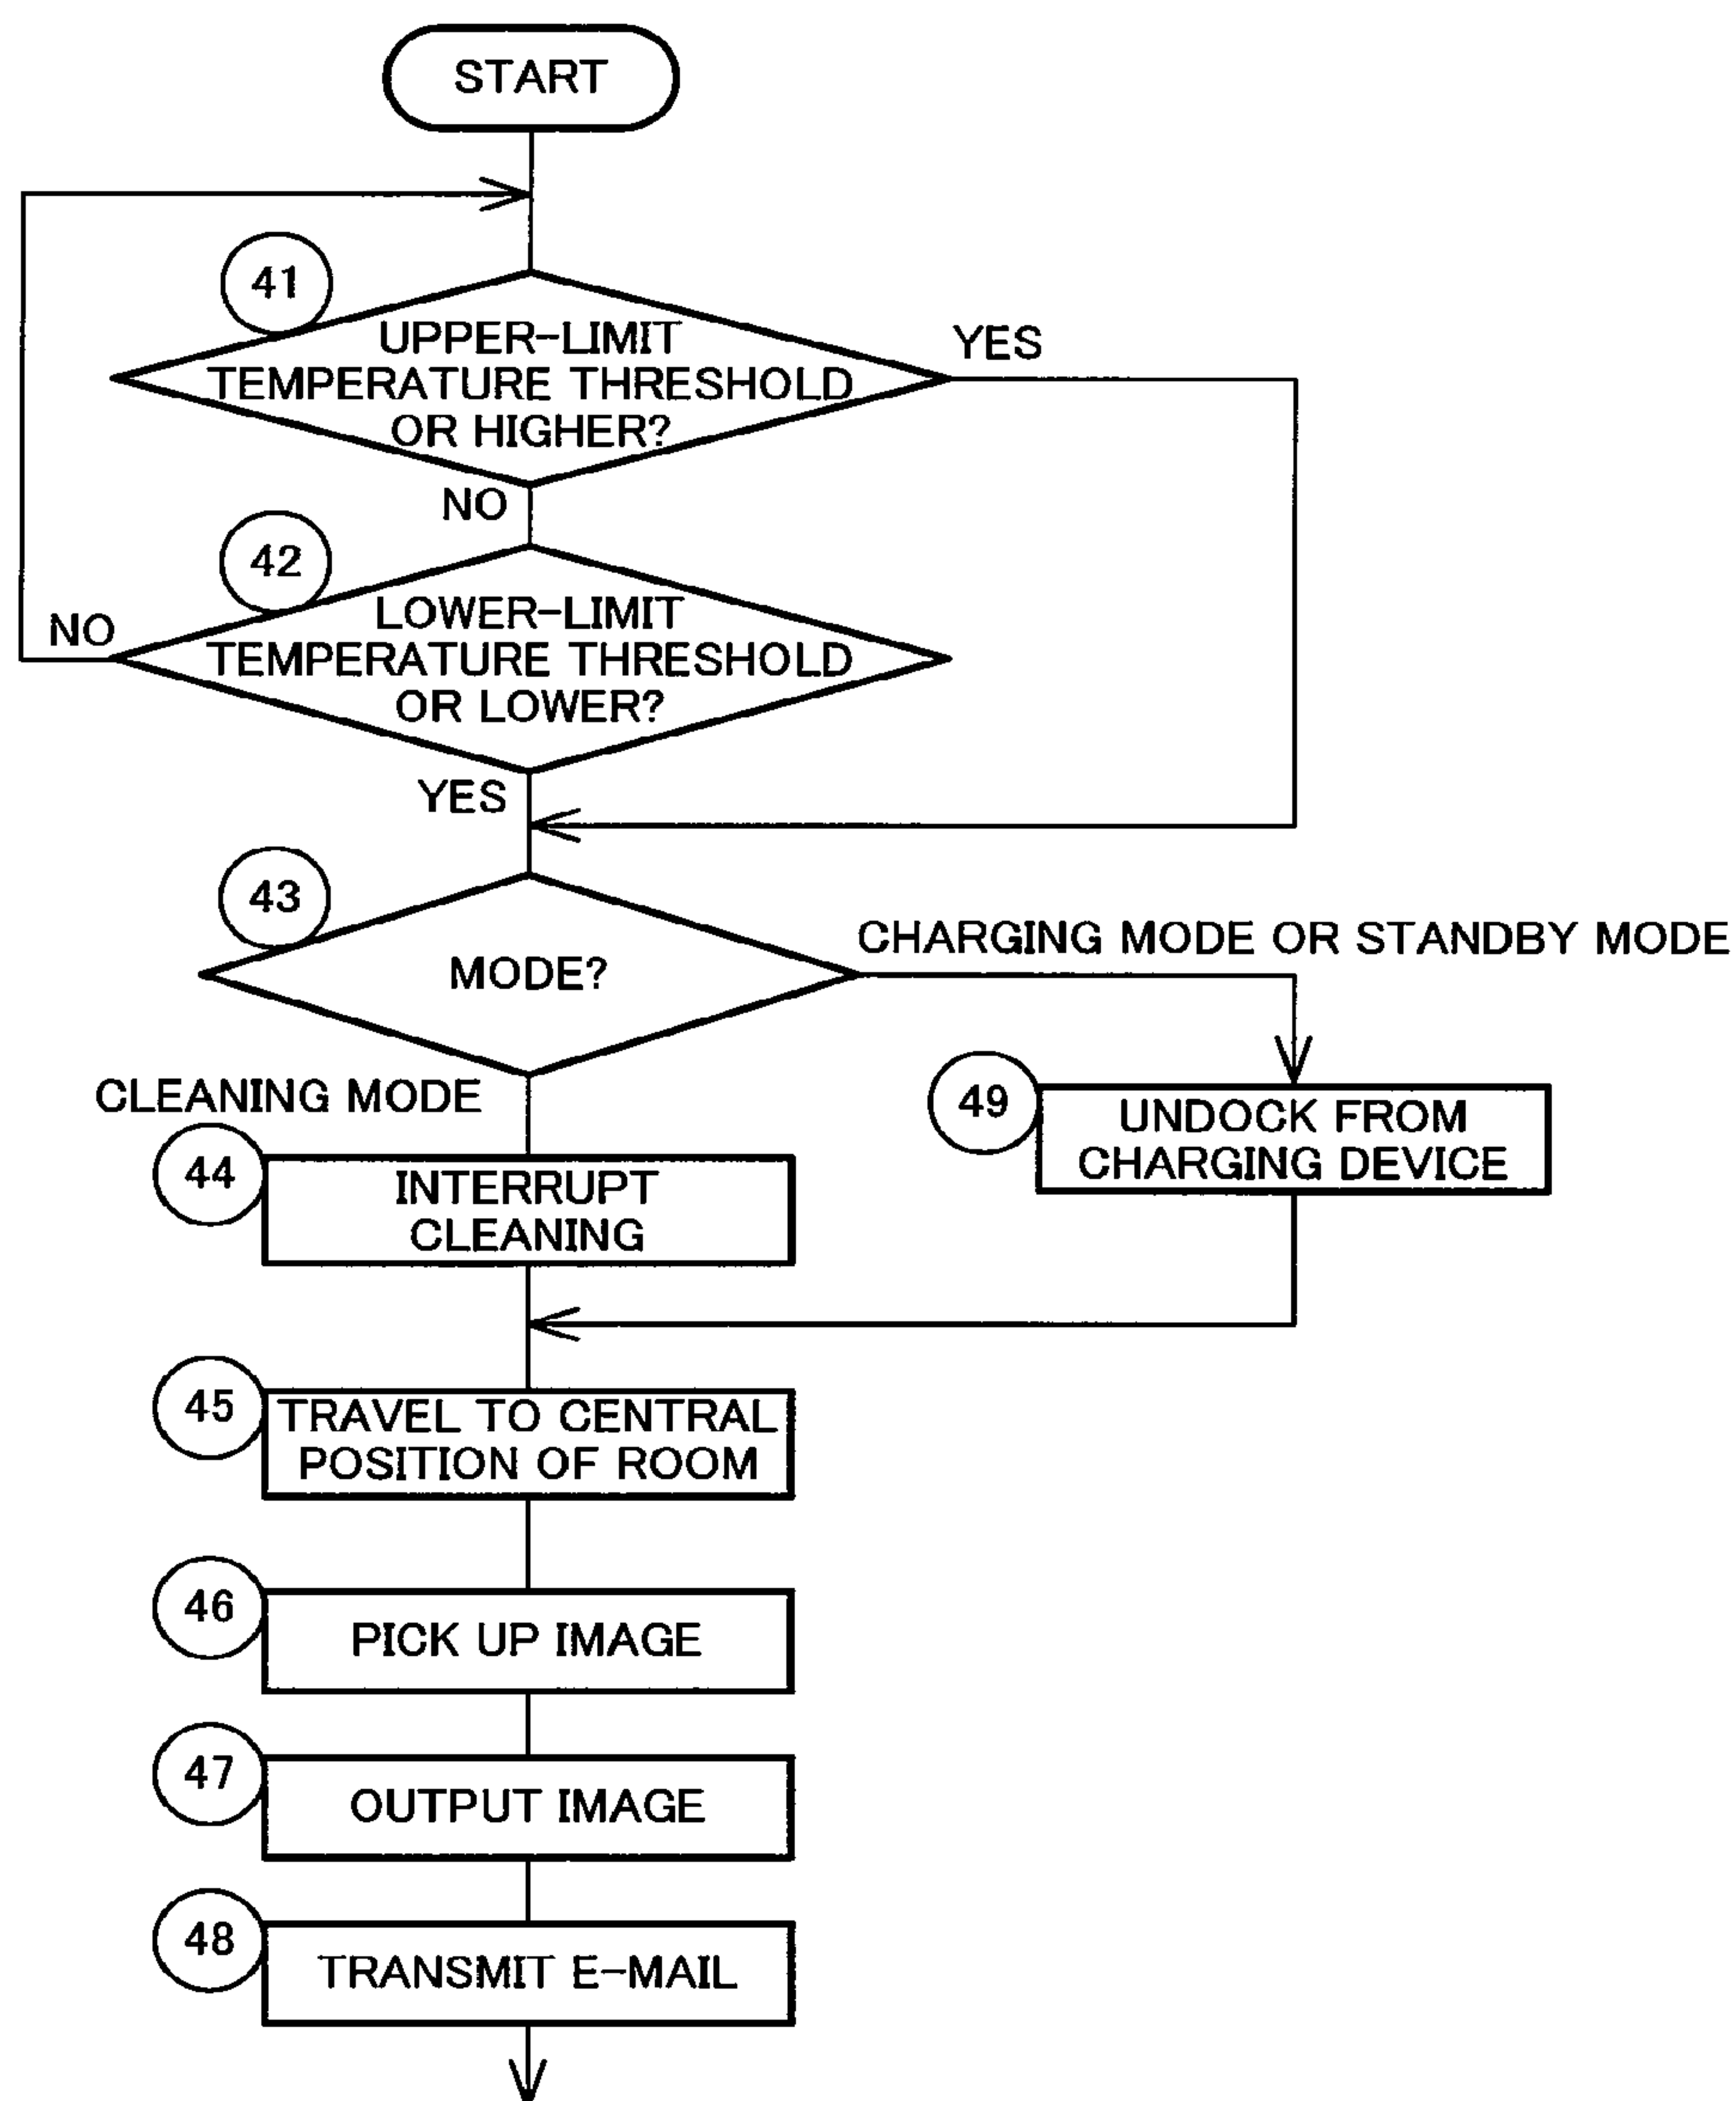 START
41
UPPER-LIMIT
TEMPERATURE THRESHOLD
OR HIGHER?
YES
NO
42
LOWER-LIMIT
TEMPERATURE THRESHOLD
OR LOWER?
NO
YES
43
MODE?
CHARGING MODE OR STANDBY MODE
CLEANING MODE
49
UNDOCK FROM
CHARGING DEVICE
44
INTERRUPT
CLEANING
45
TRAVEL TO CENTRAL
POSITION OF ROOM
46
PICK UP IMAGE
47
OUTPUT IMAGE
48
TRANSMIT E-MAIL